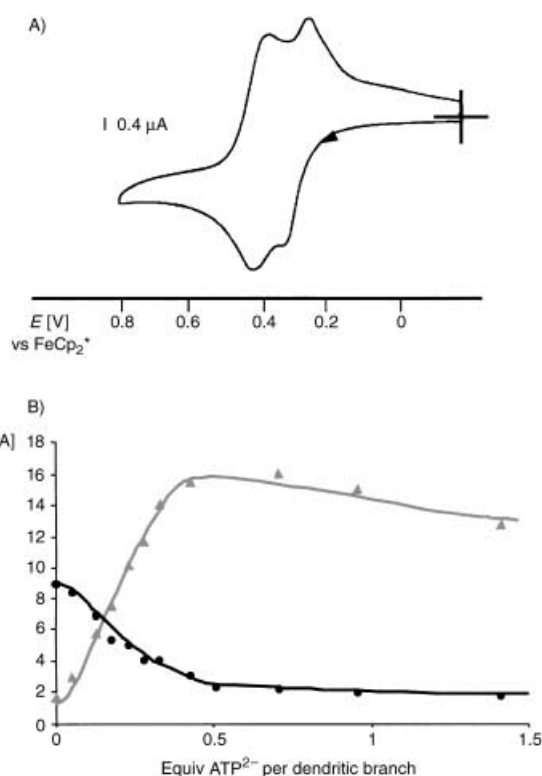 A)
I 0.4 µA
E [V] 0.8 0.6 0.4 0.2 0
vs FeCp₂*
B)
A]
18
16
14
12
10
8
6
4
2
0
0 0.5 1 1.5
Equiv ATP²⁻ per dendritic branch